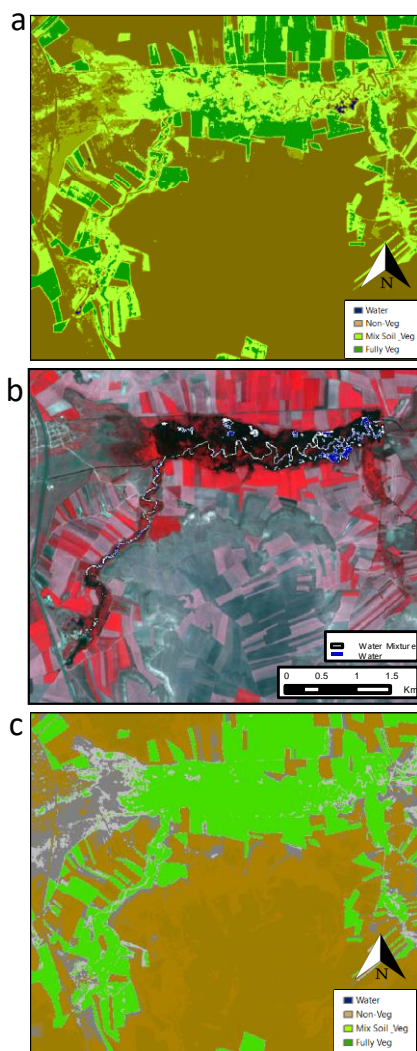 a
N
Water
Non-Veg
Mix Soil _Veg
Fully Veg
b
Water Mixture
Water
0 0.5 1 1.5
Km
c
N
Water
Non-Veg
Mix Soil _Veg
Fully Veg